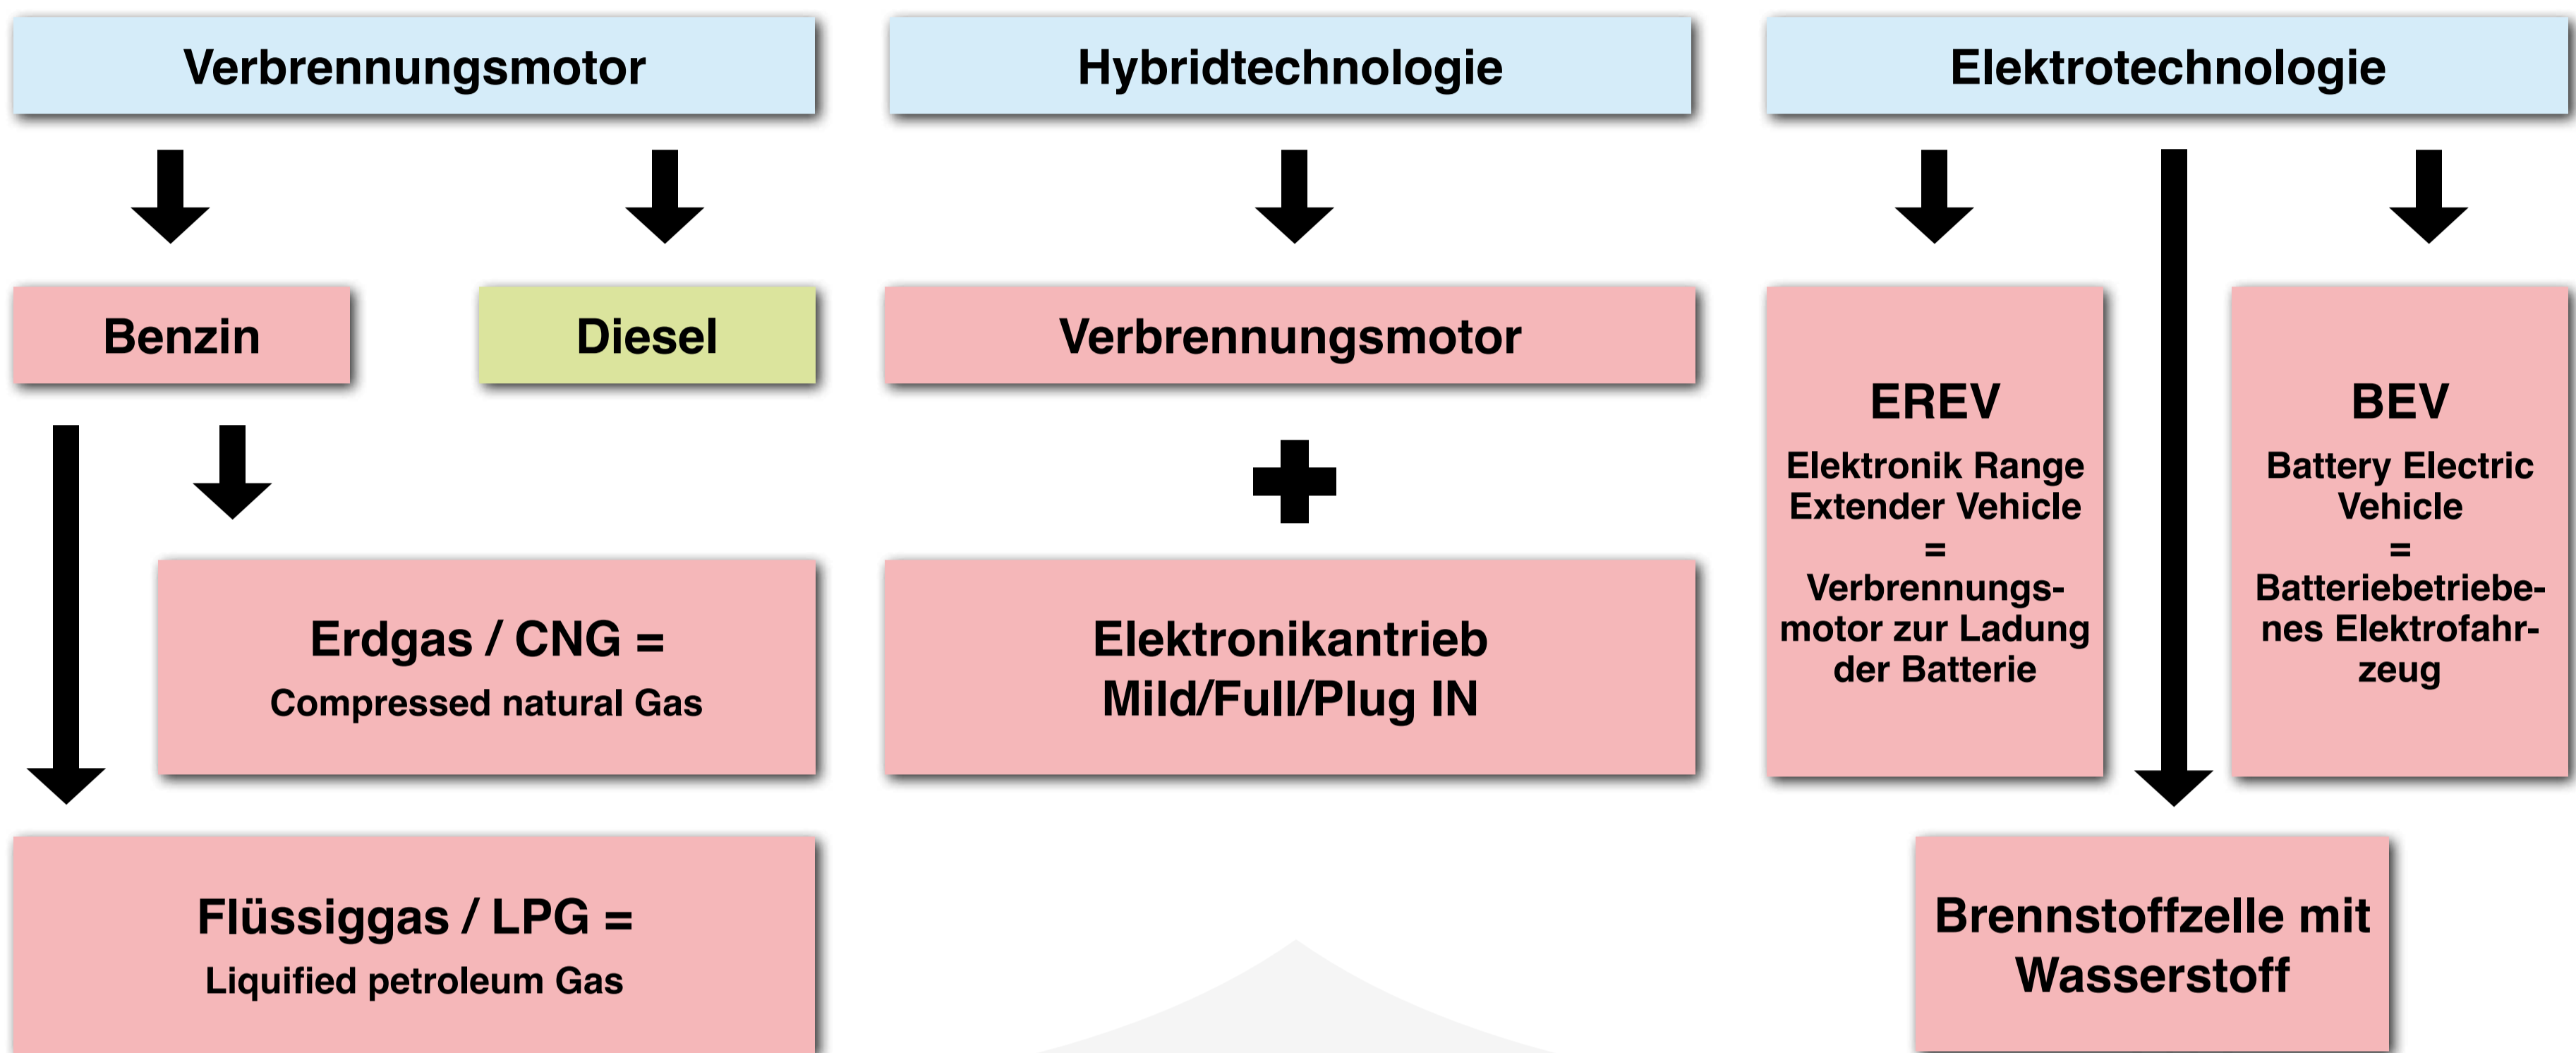 Verbrennungsmotor
Hybridtechnologie
Elektrotechnologie
Benzin
Diesel
Verbrennungsmotor
EREV
Elektronik Range
Extender Vehicle
=
Verbrennungs-
motor zur Ladung
der Batterie
BEV
Battery Electric
Vehicle
=
Batteriebetriebe-
nes Elektrofahr-
zeug
Erdgas / CNG =
Compressed natural Gas
Elektronikantrieb
Mild/Full/Plug IN
Flüssiggas / LPG =
Liquified petroleum Gas
Brennstoffzelle mit
Wasserstoff